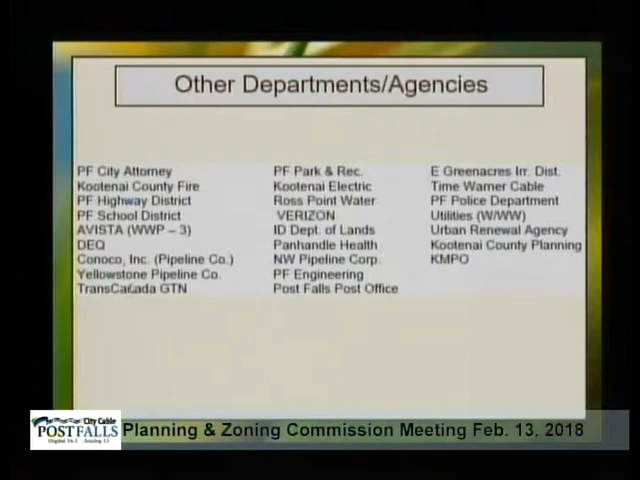 Other Departments/Agencies
PF City Attorney
Kootenai County Fire
PF Highway District
PF School District
AVISTA (WWP – 3)
DEQ
Conoco, Inc. (Pipeline Co.)
Yellowstone Pipeline Co.
TransCanada GTN
PF Park & Rec.
Kootenai Electric
Ross Point Water
VERIZON
ID Dept. of Lands
Panhandle Health
NW Pipeline Corp.
PF Engineering
Post Falls Post Office
E Greenacres Irr. Dist.
Time Warner Cable
PF Police Department
Utilities (W/WW)
Urban Renewal Agency
Kootenai County Planning
KMPO
City Cable
POST FALLS
Planning & Zoning Commission Meeting Feb. 13, 2018